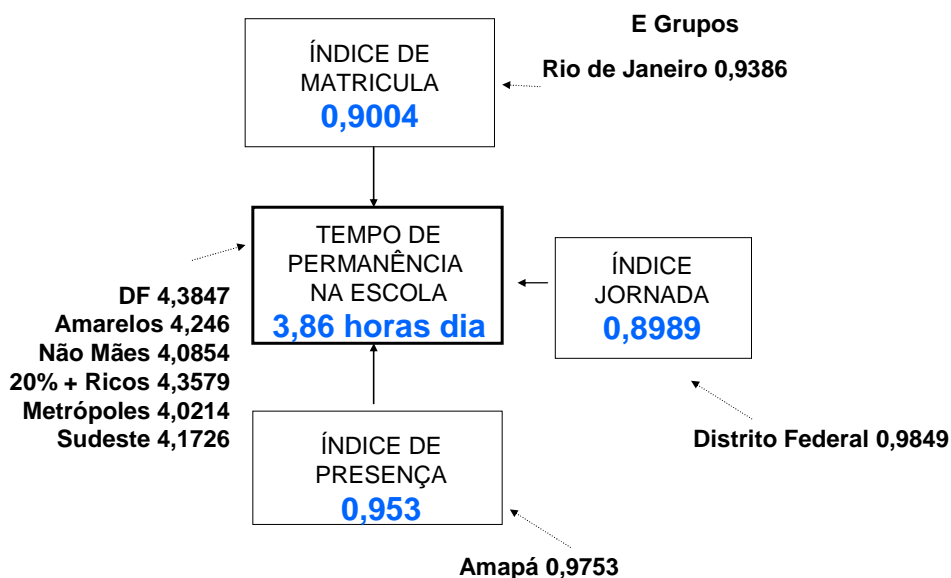 E Grupos
ÍNDICE DE
MATRICULA
0,9004
Rio de Janeiro 0,9386
TEMPO DE
PERMANÊNCIA
NA ESCOLA
3,86 horas dia
ÍNDICE
JORNADA
0,8989
DF 4,3847
Amarelos 4,246
Não Mães 4,0854
20% + Ricos 4,3579
Metrópoles 4,0214
Sudeste 4,1726
ÍNDICE DE
PRESENÇA
0,953
Distrito Federal 0,9849
Amapá 0,9753